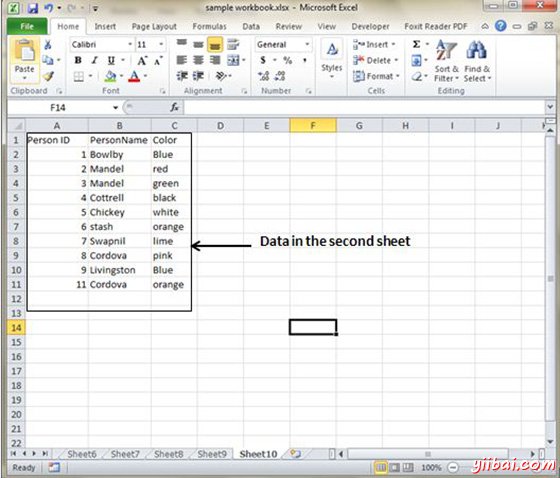 sample workbook.xlsx - Microsoft Excel
File Home Insert Page Layout Formulas Data Review View Developer Foxit Reader PDF
Paste
Calibri 11
B I U
A A
General
$ % ,
Styles
Insert
Delete
Format
Σ
Sort & Filter
Find & Select
Clipboard Font Alignment Number Cells Editing
F14 fx
A B C D E F G H I J
1 Person ID PersonName Color
2 1 Bowlby Blue
3 2 Mandel red
4 3 Mandel green
5 4 Cottrell black
6 5 Chickey white
7 6 stash orange
8 7 Swapnil lime
9 8 Cordova pink
10 9 Livingston Blue
11 11 Cordova orange
12
13
14
15
16
17
18
19
20
21
22
Data in the second sheet
Sheet6 Sheet7 Sheet8 Sheet9 Sheet10
Ready 100%
yiibai.com